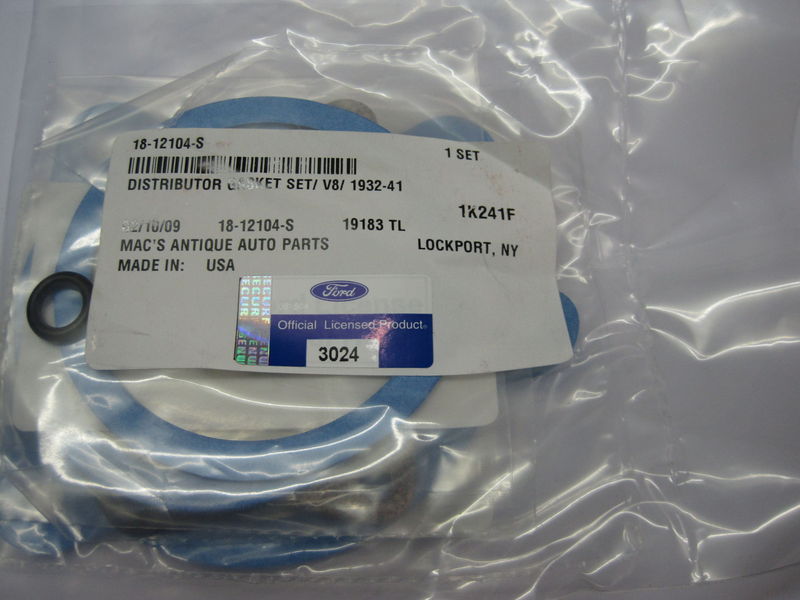 18-12104-S
1 SET
DISTRIBUTOR GASKET SET/ V8/ 1932-41
1K241F
18-12104-S 19183 TL
MAC'S ANTIQUE AUTO PARTS LOCKPORT, NY
MADE IN: USA
Ford
Official Licensed Product
3024